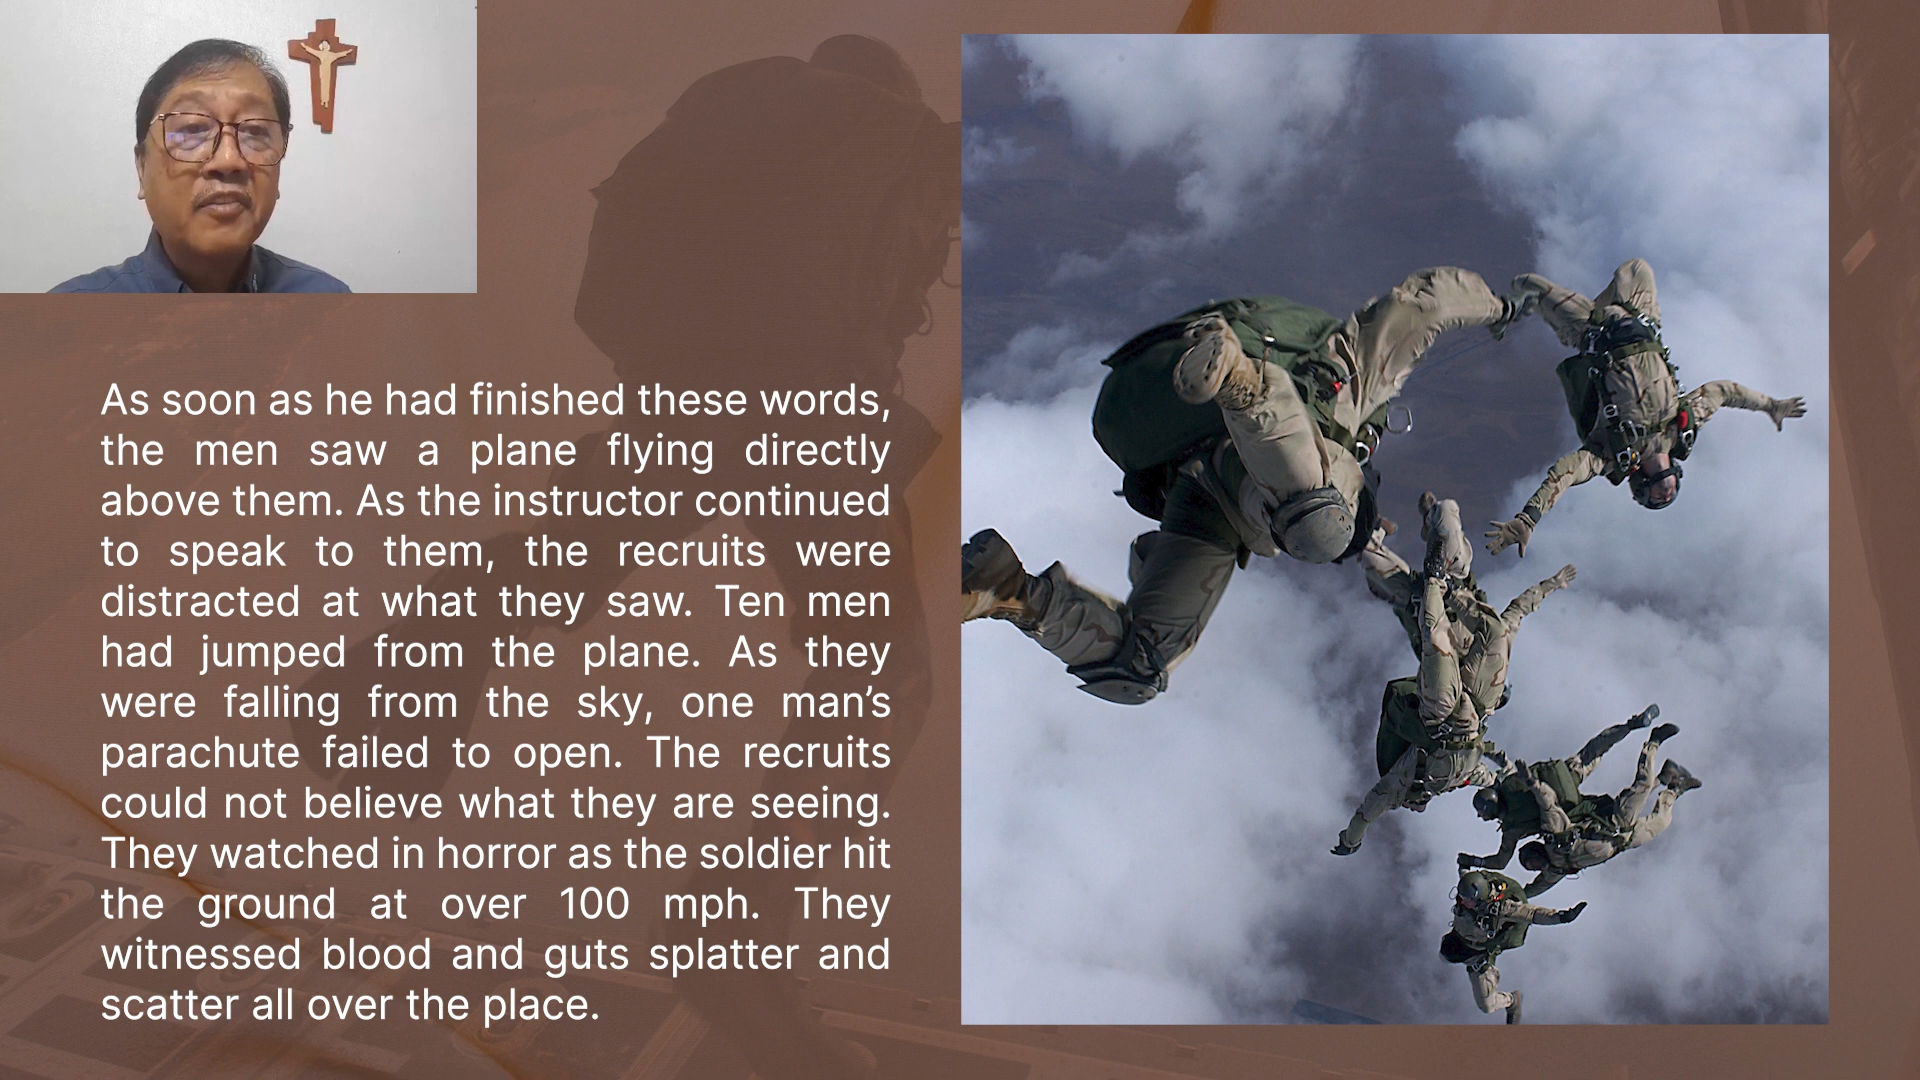 As soon as he had finished these words,
the men saw a plane flying directly
above them. As the instructor continued
to speak to them, the recruits were
distracted at what they saw. Ten men
had jumped from the plane. As they
were falling from the sky, one man’s
parachute failed to open. The recruits
could not believe what they are seeing.
They watched in horror as the soldier hit
the ground at over 100 mph. They
witnessed blood and guts splatter and
scatter all over the place.